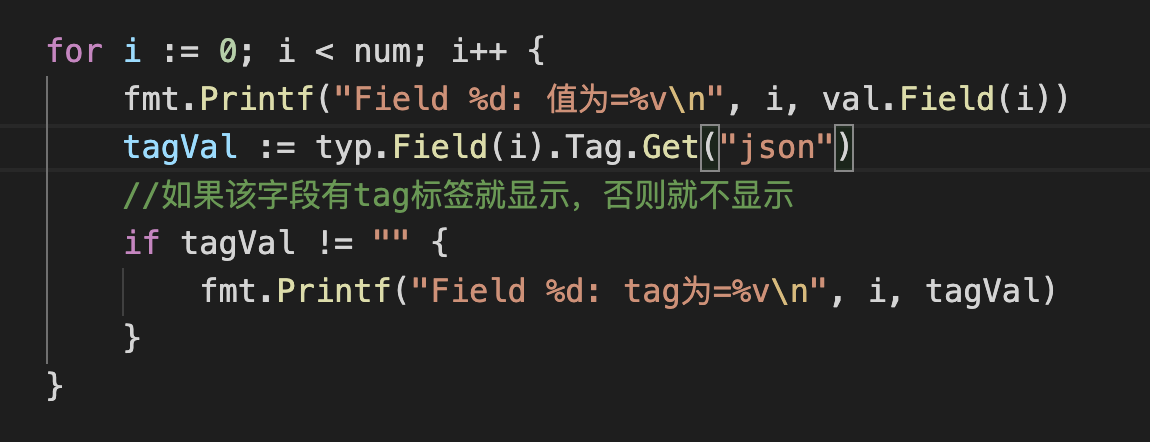 for i := 0; i < num; i++ {
fmt.Printf("Field %d: 值为=%v\n", i, val.Field(i))
tagVal := typ.Field(i).Tag.Get("json")
//如果该字段有tag标签就显示，否则就不显示
if tagVal != "" {
fmt.Printf("Field %d: tag为=%v\n", i, tagVal)
}
}